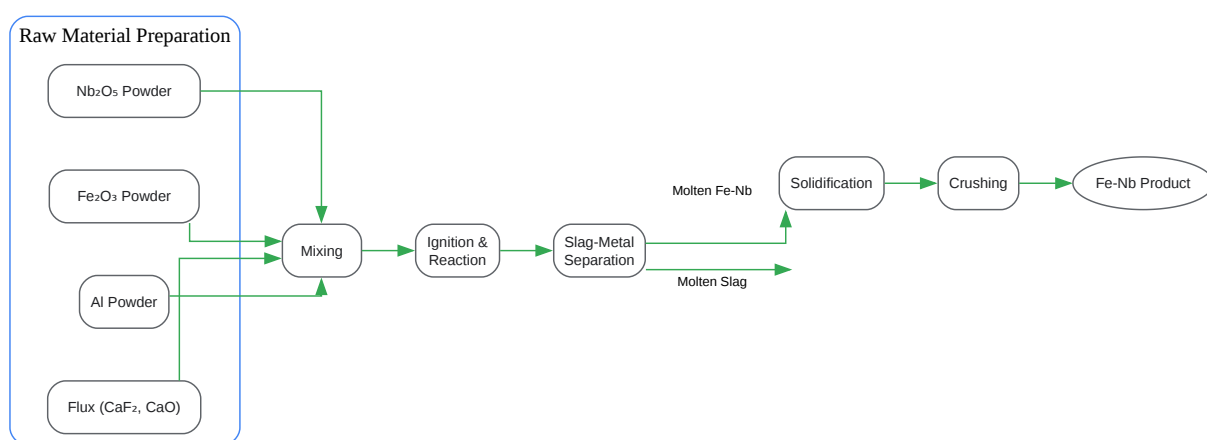 Raw Material Preparation
Nb₂O₅ Powder
Fe₂O₃ Powder
Al Powder
Flux (CaF₂, CaO)
Mixing
Ignition &
Reaction
Slag-Metal
Separation
Molten Fe-Nb
Molten Slag
Solidification
Crushing
Fe-Nb Product